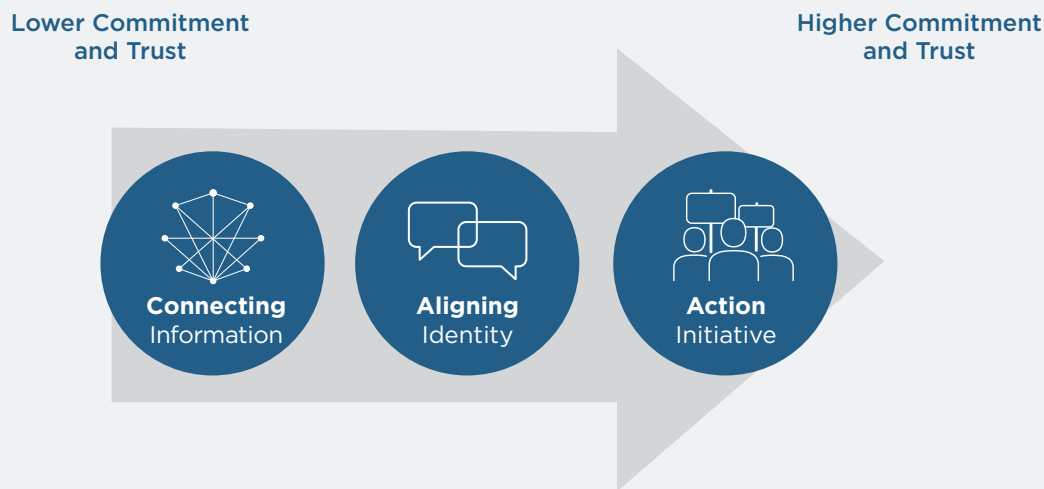 Lower Commitment
and Trust
Higher Commitment
and Trust
Connecting
Information
Aligning
Identity
Action
Initiative